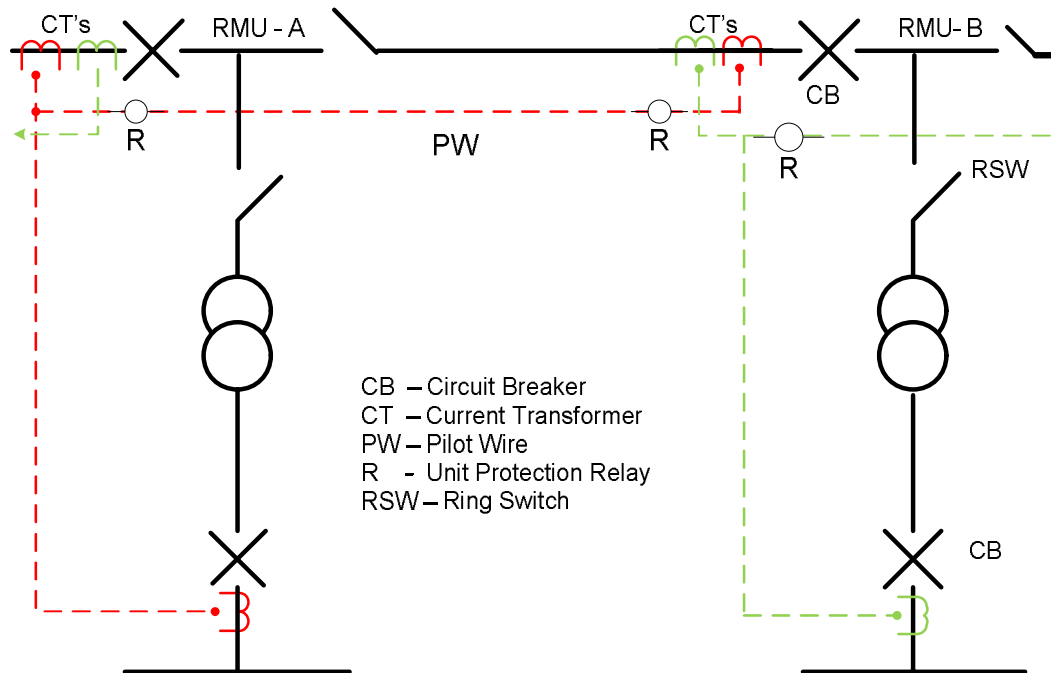 CT's
RMU - A
CT's
RMU- B
CB
R
PW
R
R
RSW
CB – Circuit Breaker
CT – Current Transformer
PW – Pilot Wire
R - Unit Protection Relay
RSW – Ring Switch
CB